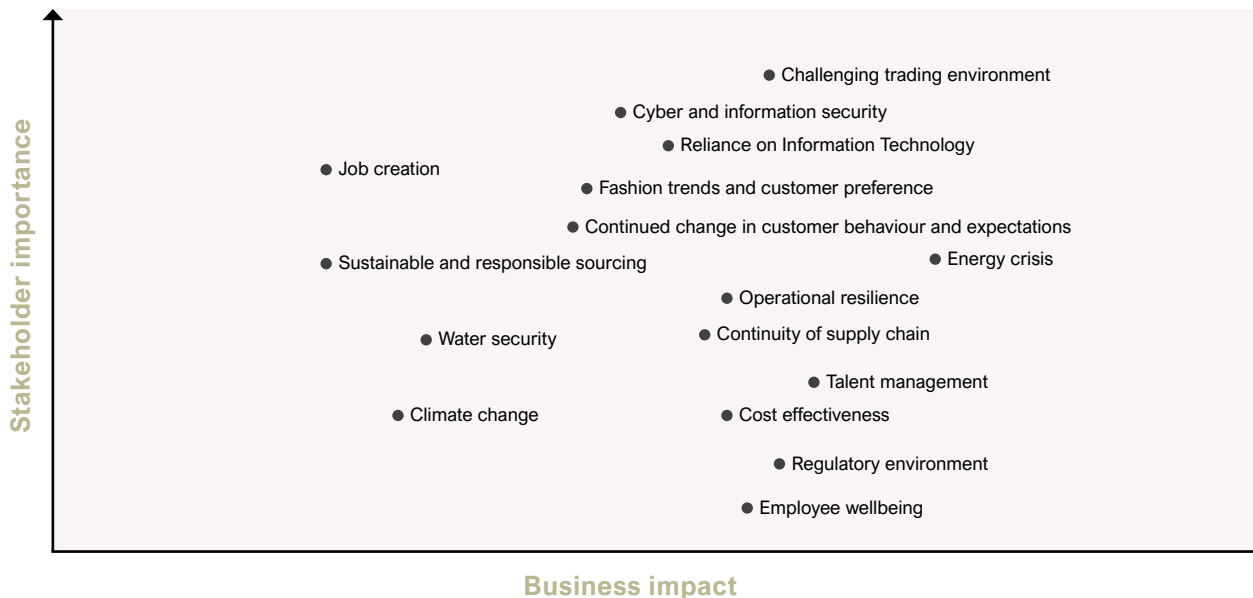 Stakeholder importance
Challenging trading environment
Cyber and information security
Reliance on Information Technology
Job creation
Fashion trends and customer preference
Continued change in customer behaviour and expectations
Energy crisis
Sustainable and responsible sourcing
Operational resilience
Continuity of supply chain
Water security
Talent management
Climate change
Cost effectiveness
Regulatory environment
Employee wellbeing
Business impact